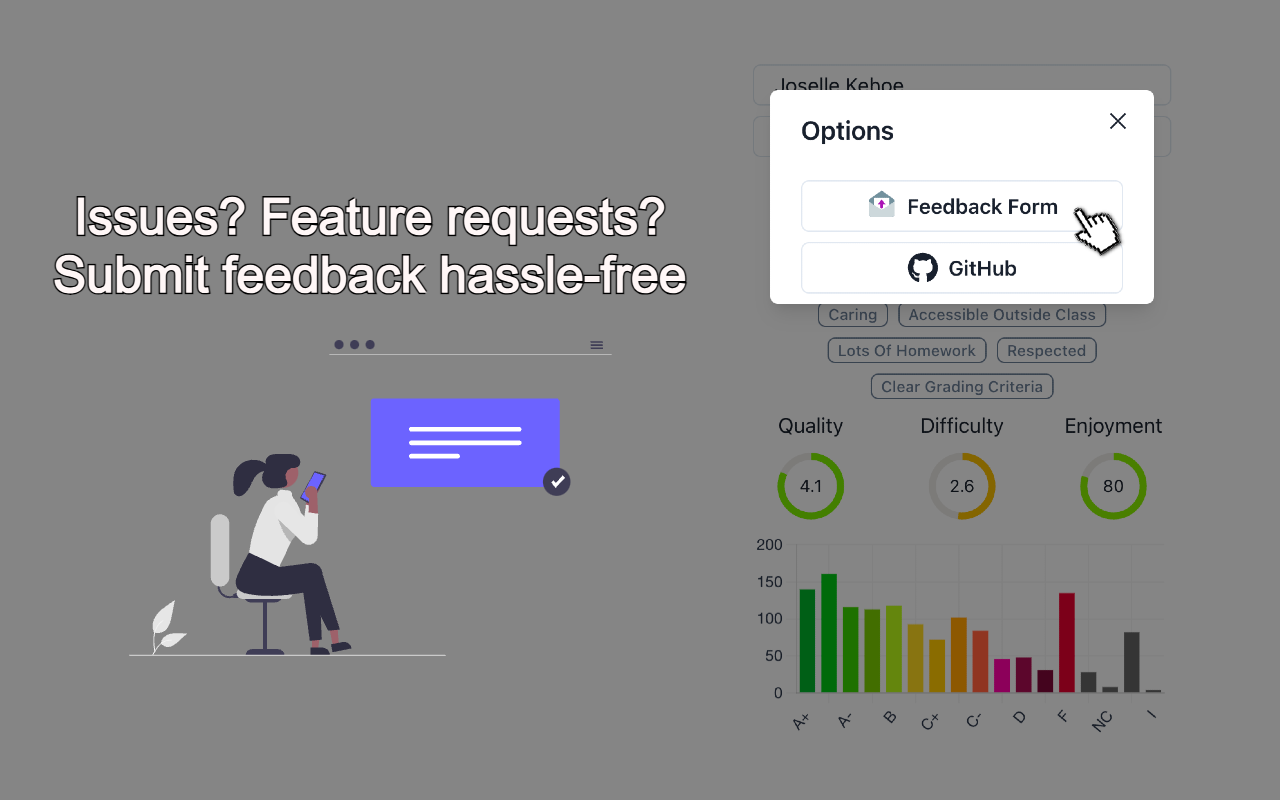 Issues? Feature requests?
Submit feedback hassle-free
Joselle Kehoe
Options
Feedback Form
GitHub
Caring Accessible Outside Class
Lots Of Homework Respected
Clear Grading Criteria
Quality Difficulty Enjoyment
4.1 2.6 80
200
150
100
50
0
A+ A- B C+ C- D F NC I